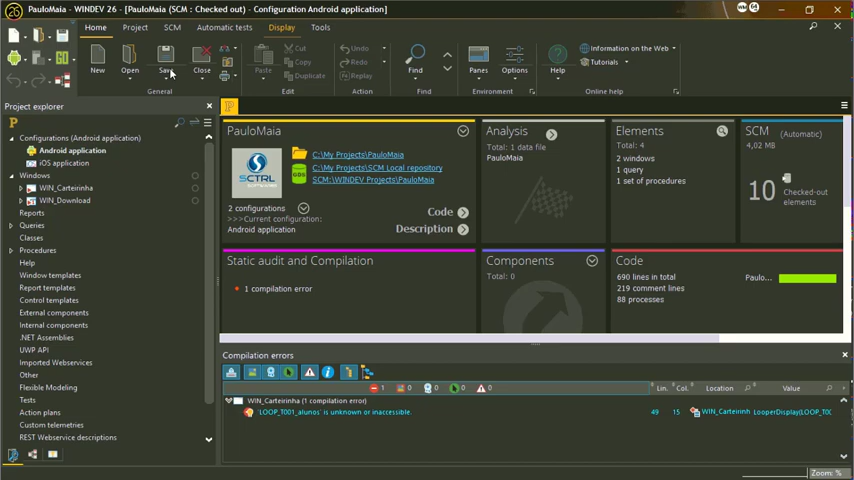 PauloMaia - WINDEV 26 - [PauloMaia (SCM : Checked out) - Configuration Android application]
26
64
Home Project SCM Automatic tests Display Tools
New Open Save Close Paste Cut Copy Duplicate Undo Redo Replay Find Panes Options Help Information on the Web Tutorials
General Edit Environment Online help
Project explorer
Configurations (Android application)
Android application
iOS application
Windows
WIN_Carteirinha
WIN_Download
Reports
Queries
Classes
Procedures
Help
Window templates
Report templates
Control templates
External components
Internal components
.NET Assemblies
UWP API
Imported Webservices
Other
Flexible Modeling
Tests
Action plans
Custom telemetries
REST Webservice descriptions
PauloMaia
SCTRL
SOFTWARES
C:\My Projects\PauloMaia
GDS
C:\My Projects\SCM Local repository
SCM:\WINDEV Projects\PauloMaia
2 configurations
>>>Current configuration:
Android application
Code
Description
Analysis
Total: 1 data file
PauloMaia
Elements
Total: 4
2 windows
1 query
1 set of procedures
SCM (Automatic)
4,02 MB
10 Checked-out
elements
Static audit and Compilation
1 compilation error
Components
Total: 0
Code
690 lines in total
219 comment lines
88 processes
Paulo...
Compilation errors
1 0 0 0 0 Lin. Col. Location Value
WIN_Carteirinha (1 compilation error)
'LOOP_T001_alunos' is unknown or inaccessible. 49 15 WIN_Carteirinh LooperDisplay(LOOP_T0(
Zoom: %